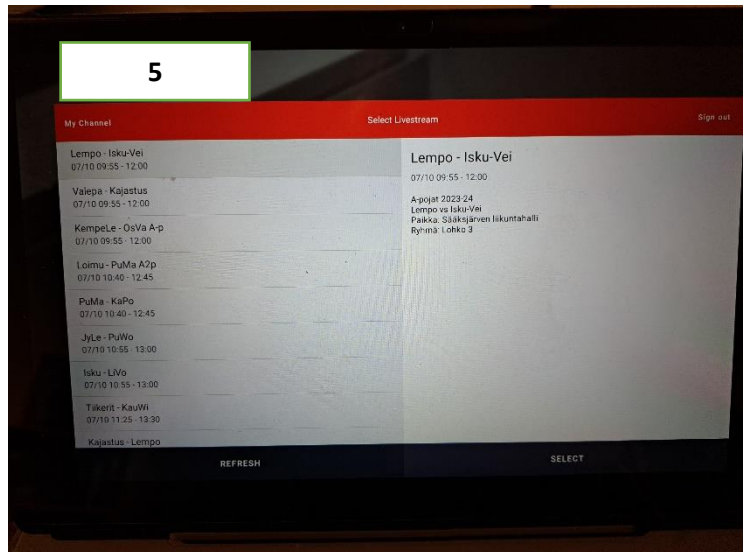 5
My Channel
Select Livestream
Sign out
Lempo - Isku-Vei
07/10 09:55 - 12:00
Valepa - Kajastus
07/10 09:55 - 12:00
KempeLe - OsVa A-p
07/10 09:55 - 12:00
Loimu - PuMa A2p
07/10 10:40 - 12:45
PuMa - KaPo
07/10 10:40 - 12:45
JyLe - PuWo
07/10 10:55 - 13:00
Isku - LiVo
07/10 10:55 - 13:00
Tiikerit - KauWi
07/10 11:25 - 13:30
Kajastus - Lempo
REFRESH
Lempo - Isku-Vei
07/10 09:55 - 12:00
A-pojat 2023-24
Lempo vs Isku-Vei
Paikka: Sääksjärven liikuntahalli
Ryhmä: Lohko 3
SELECT